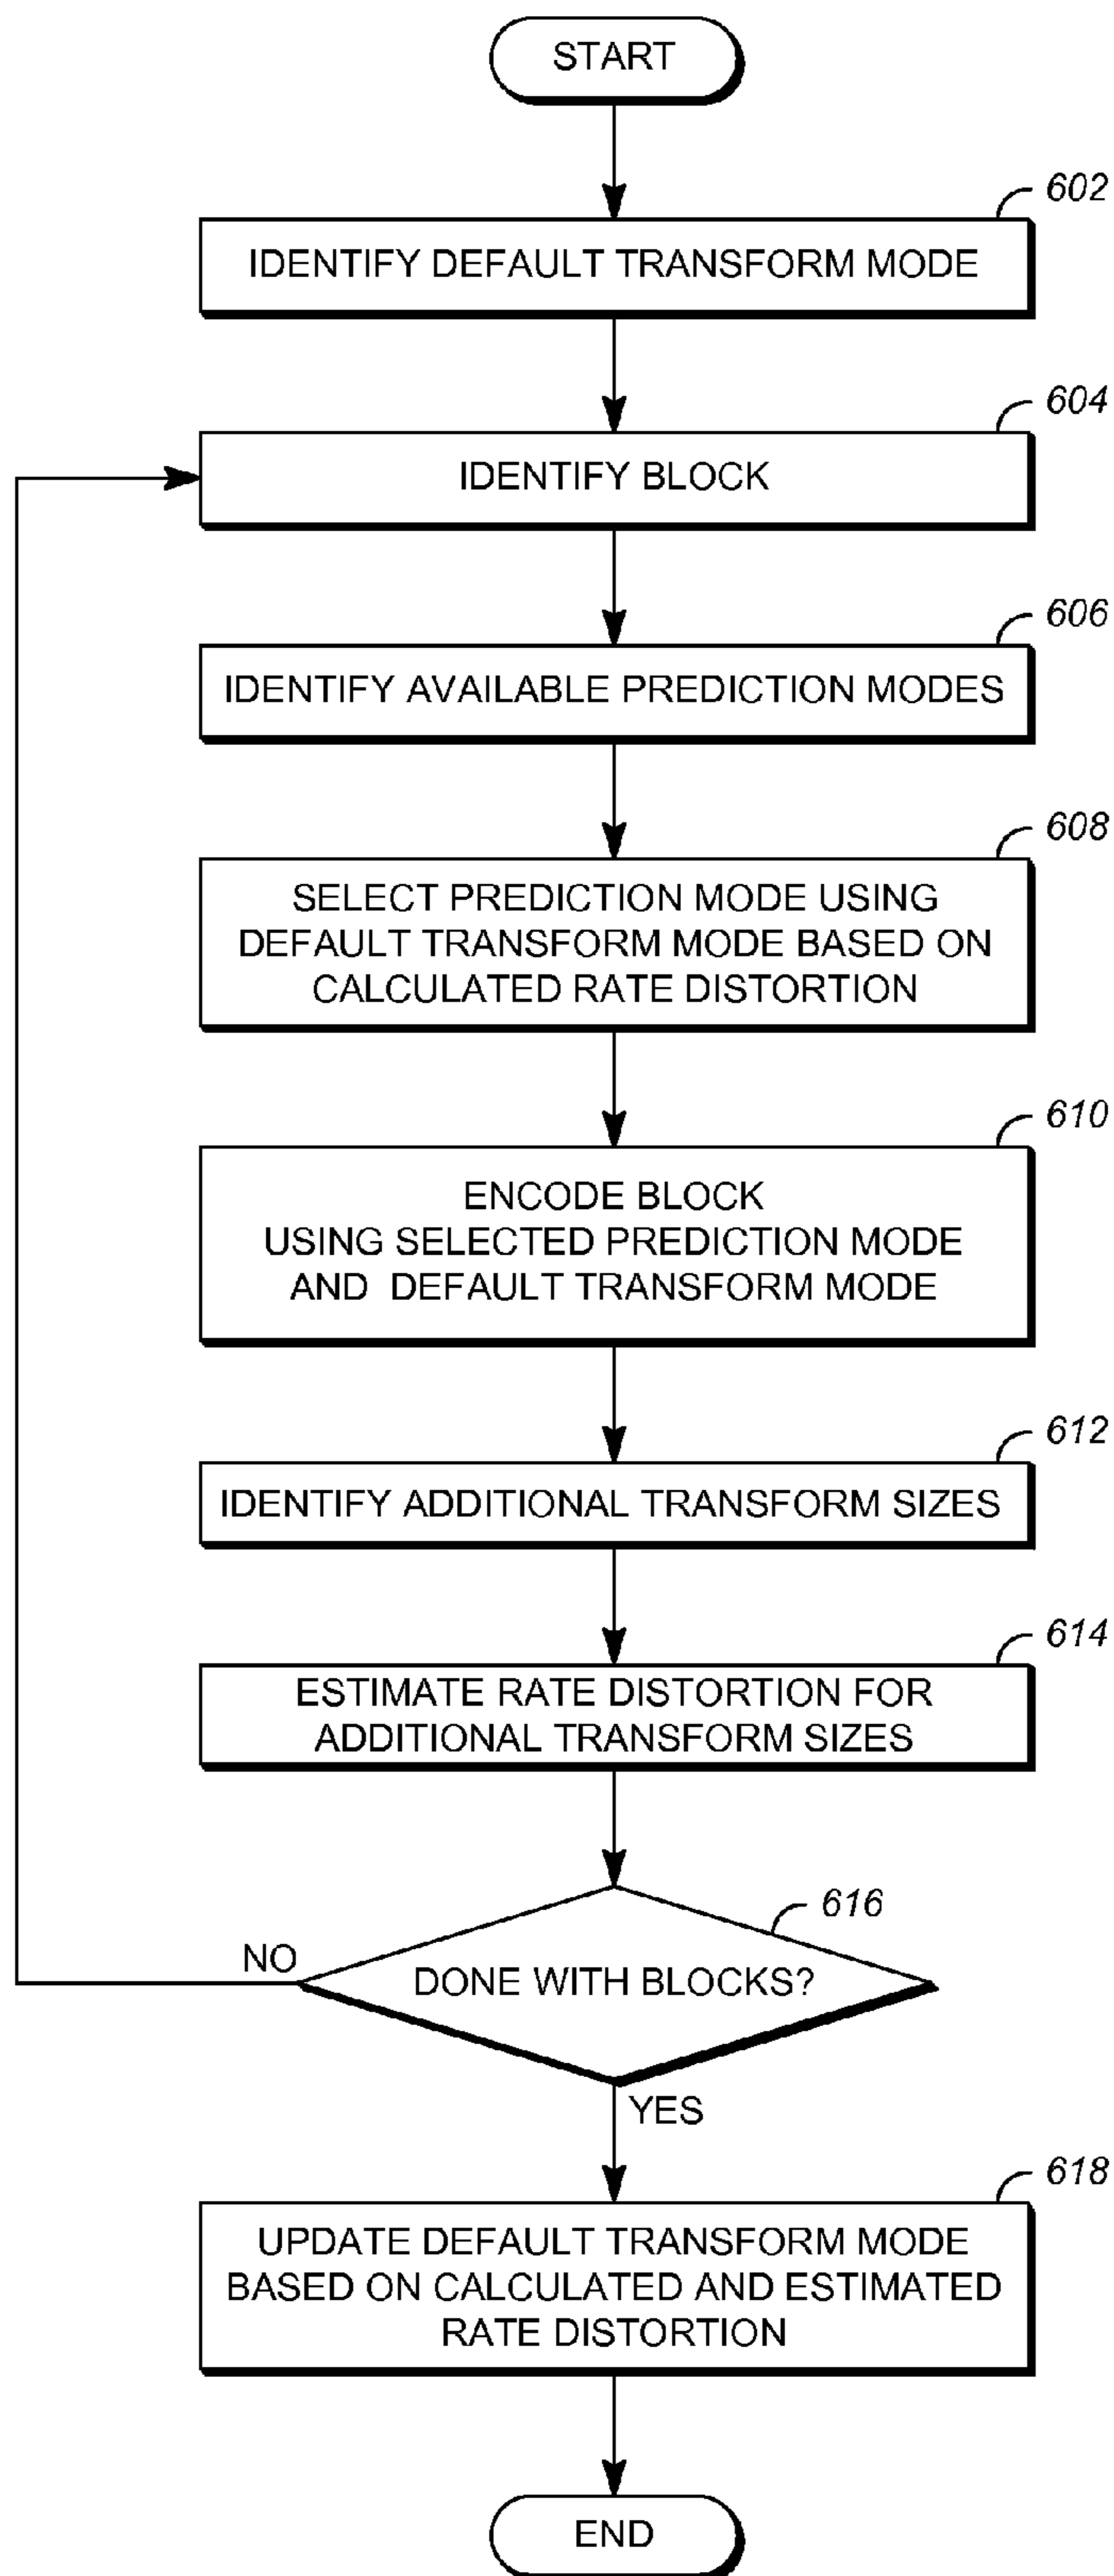 START
602
IDENTIFY DEFAULT TRANSFORM MODE
604
IDENTIFY BLOCK
606
IDENTIFY AVAILABLE PREDICTION MODES
608
SELECT PREDICTION MODE USING
DEFAULT TRANSFORM MODE BASED ON
CALCULATED RATE DISTORTION
610
ENCODE BLOCK
USING SELECTED PREDICTION MODE
AND DEFAULT TRANSFORM MODE
612
IDENTIFY ADDITIONAL TRANSFORM SIZES
614
ESTIMATE RATE DISTORTION FOR
ADDITIONAL TRANSFORM SIZES
616
NO
DONE WITH BLOCKS?
YES
618
UPDATE DEFAULT TRANSFORM MODE
BASED ON CALCULATED AND ESTIMATED
RATE DISTORTION
END